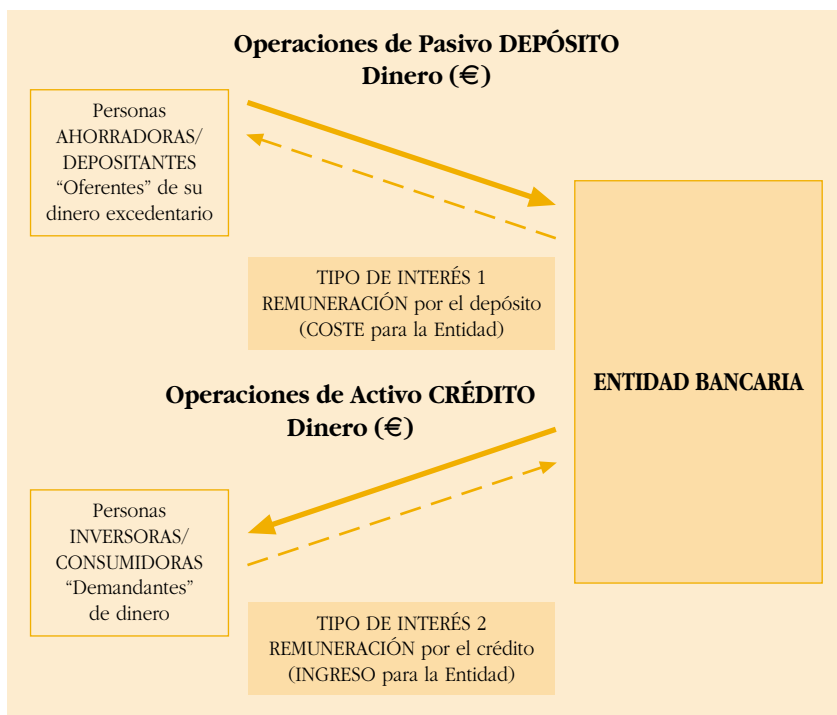 Operaciones de Pasivo DEPÓSITO
Dinero (€)
Personas
AHORRADORAS/
DEPOSITANTES
“Oferentes” de su
dinero excedentario
TIPO DE INTERÉS 1
REMUNERACIÓN por el depósito
(COSTE para la Entidad)
ENTIDAD BANCARIA
Operaciones de Activo CRÉDITO
Dinero (€)
Personas
INVERSORAS/
CONSUMIDORAS
“Demandantes”
de dinero
TIPO DE INTERÉS 2
REMUNERACIÓN por el crédito
(INGRESO para la Entidad)